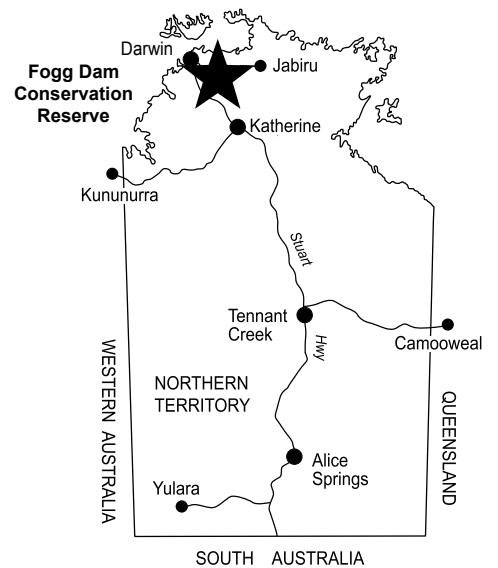 Darwin
Fogg Dam
Conservation
Reserve
Jabiru
Katherine
Kununurra
Stuart
Tennant
Creek
Hwy
Camooweal
WESTERN AUSTRALIA
NORTHERN
TERRITORY
QUEENSLAND
Alice
Springs
Yulara
SOUTH AUSTRALIA